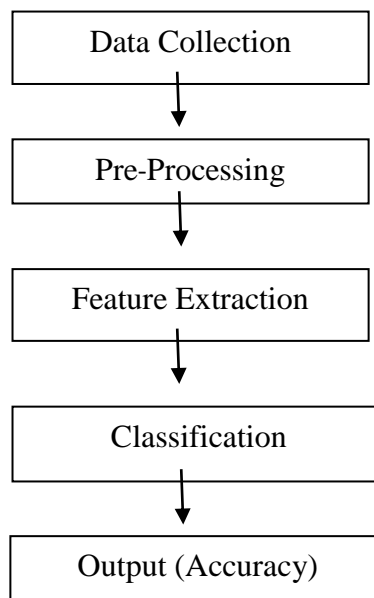 Data Collection
Pre-Processing
Feature Extraction
Classification
Output (Accuracy)